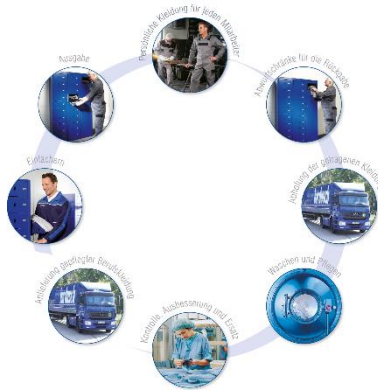 Persönliche Kleidung für jeden Mitarbeiter
Abwurfschränke für die Rückgabe
Abholung der getragenen Kleidung
Waschen und Pflegen
Kontrolle, Ausbesserung und Ersatz
Anlieferung gepflegter Berufskleidung
Einfächern
Ausgabe